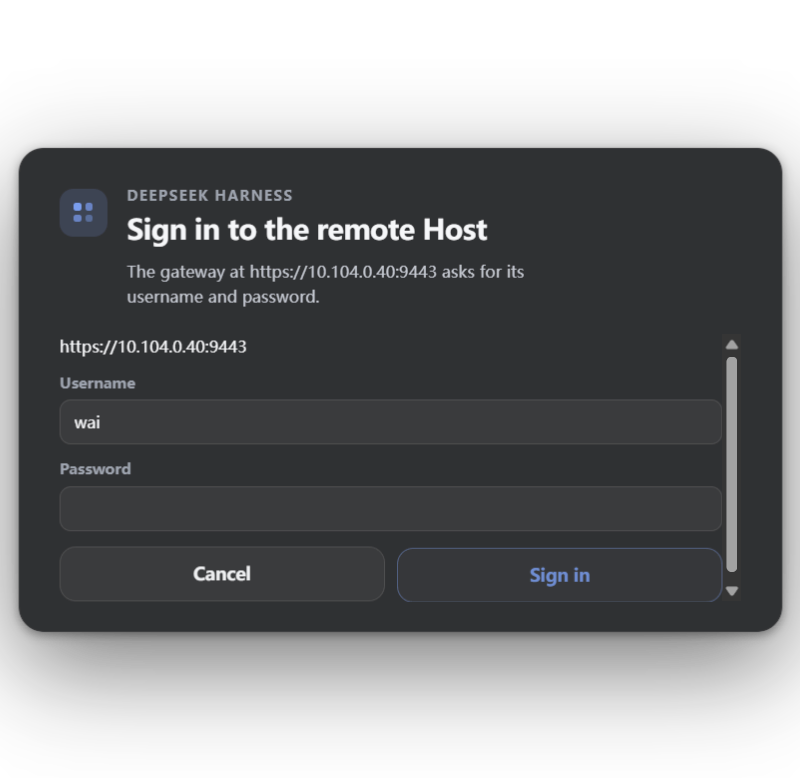 DEEPSEEK HARNESS
Sign in to the remote Host
The gateway at https://10.104.0.40:9443 asks for its
username and password.
https://10.104.0.40:9443
Username
wai
Password
Cancel
Sign in